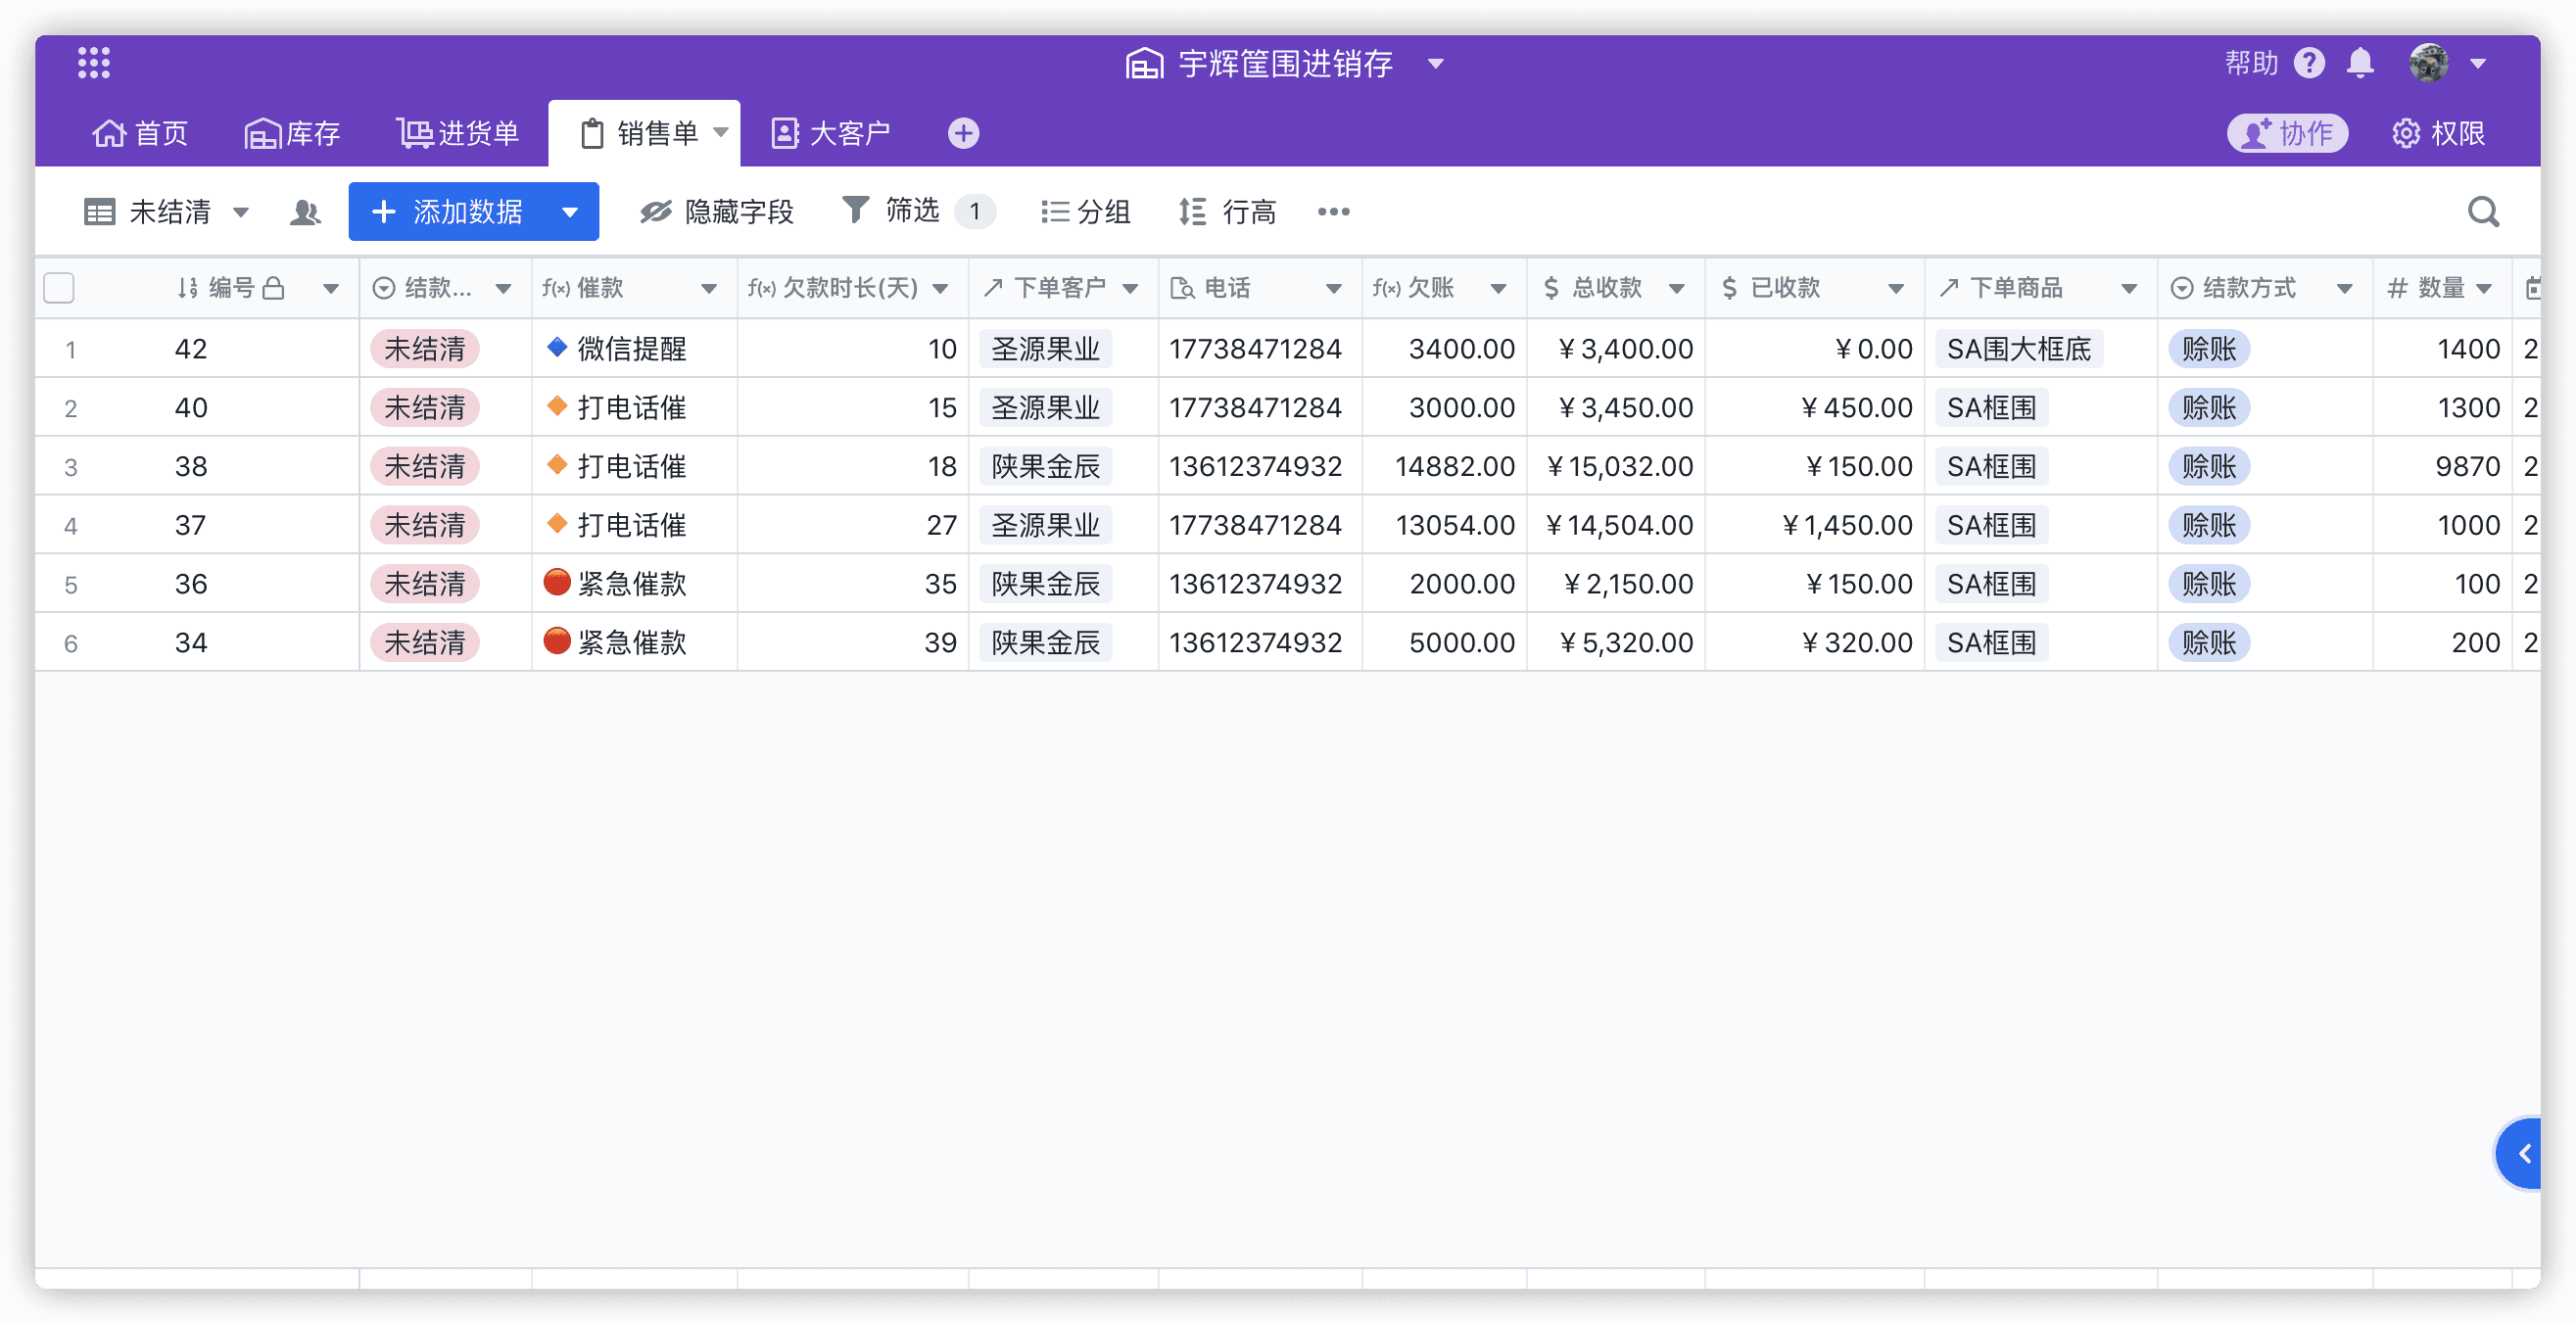 宇辉筐围进销存 帮助
首页 库存 进货单 销售单 大客户 协作 权限
未结清 添加数据 隐藏字段 筛选 1 分组 行高
编号 结款... f(x) 催款 f(x) 欠款时长(天) 下单客户 电话 f(x) 欠账 $ 总收款 $ 已收款 下单商品 结款方式 # 数量
1 42 未结清 微信提醒 10 圣源果业 17738471284 3400.00 ¥3,400.00 ¥0.00 SA围大框底 赊账 1400 2
2 40 未结清 打电话催 15 圣源果业 17738471284 3000.00 ¥3,450.00 ¥450.00 SA框围 赊账 1300 2
3 38 未结清 打电话催 18 陕果金辰 13612374932 14882.00 ¥15,032.00 ¥150.00 SA框围 赊账 9870 2
4 37 未结清 打电话催 27 圣源果业 17738471284 13054.00 ¥14,504.00 ¥1,450.00 SA框围 赊账 1000 2
5 36 未结清 紧急催款 35 陕果金辰 13612374932 2000.00 ¥2,150.00 ¥150.00 SA框围 赊账 100 2
6 34 未结清 紧急催款 39 陕果金辰 13612374932 5000.00 ¥5,320.00 ¥320.00 SA框围 赊账 200 2